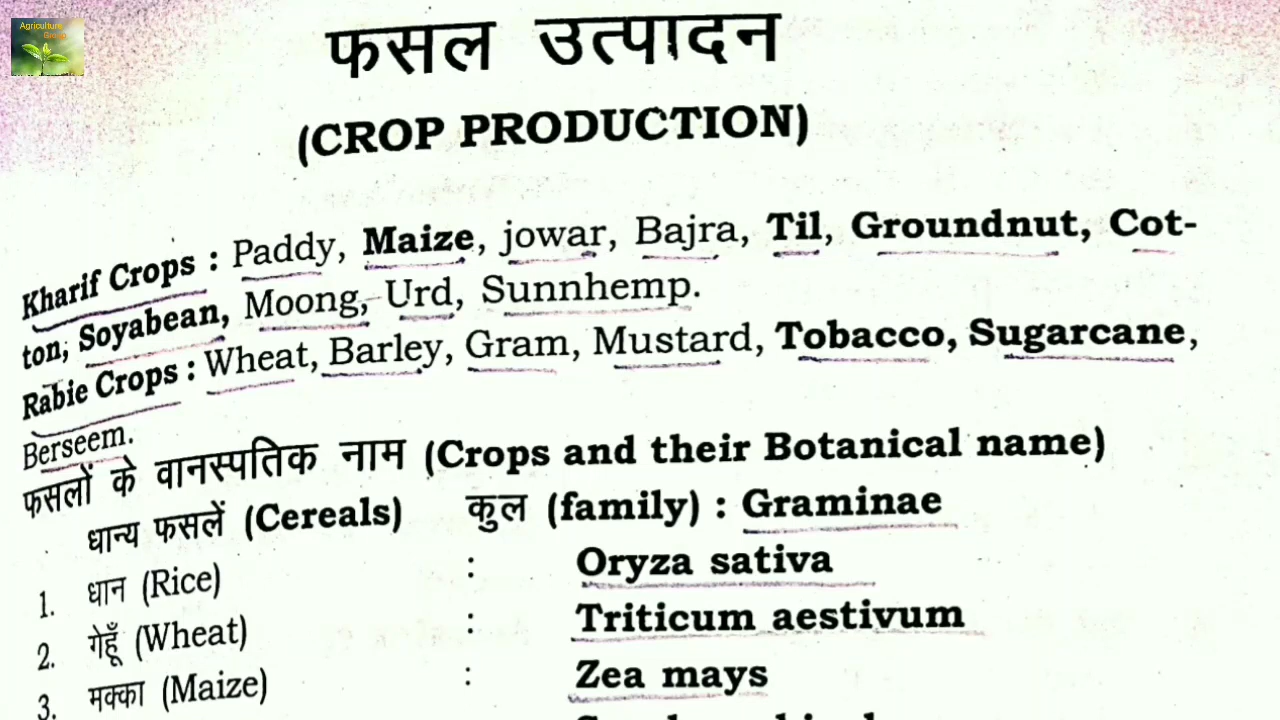 Agriculture
फसल उत्पादन
(CROP PRODUCTION)
Kharif Crops : Paddy, Maize, jowar, Bajra, Til, Groundnut, Cot-
ton, Soyabean, Moong, Urd, Sunnhemp.
Rabie Crops : Wheat, Barley, Gram, Mustard, Tobacco, Sugarcane,
Berseem.
फसलों के वानस्पतिक नाम (Crops and their Botanical name)
धान्य फसलें (Cereals) कुल (family) : Graminae
1. धान (Rice) : Oryza sativa
2. गेहूँ (Wheat) : Triticum aestivum
3. मक्का (Maize) : Zea mays